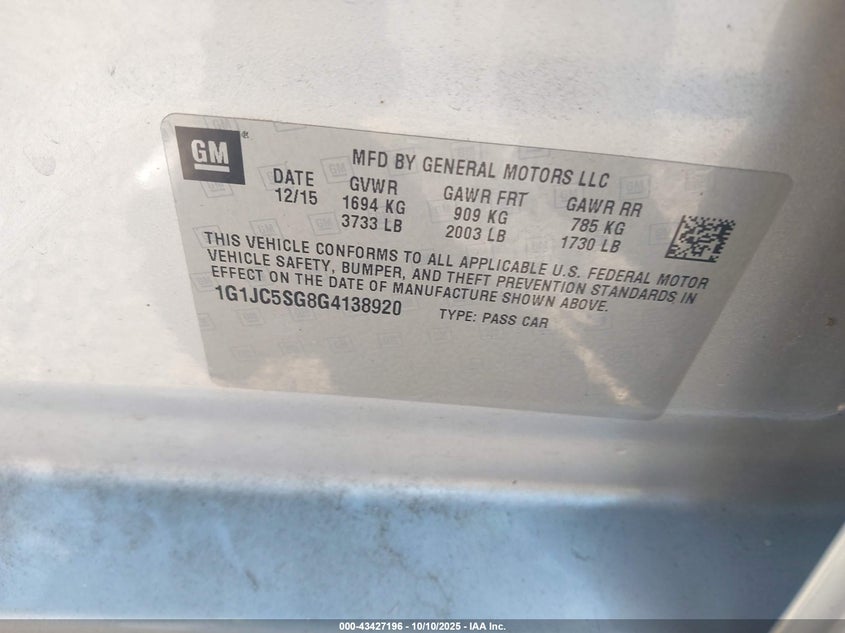 GM
MFD BY GENERAL MOTORS LLC
DATE
12/15
GVWR
1694 KG
3733 LB
GAWR FRT
909 KG
2003 LB
GAWR RR
785 KG
1730 LB
THIS VEHICLE CONFORMS TO ALL APPLICABLE U.S. FEDERAL MOTOR
VEHICLE SAFETY, BUMPER, AND THEFT PREVENTION STANDARDS IN
EFFECT ON THE DATE OF MANUFACTURE SHOWN ABOVE.
1G1JC5SG8G4138920
TYPE: PASS CAR
000-43427196 - 10/10/2025 - IAA Inc.